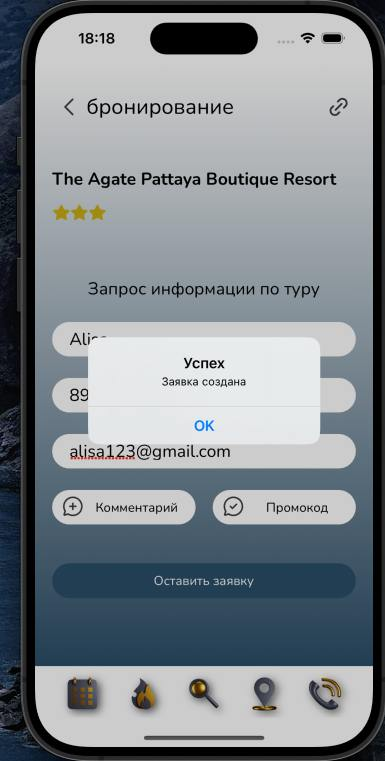 18:18
бронирование
The Agate Pattaya Boutique Resort
Запрос информации по туру
Успех
Заявка создана
OK
89
alisa123@gmail.com
Комментарий
Промокод
Оставить заявку